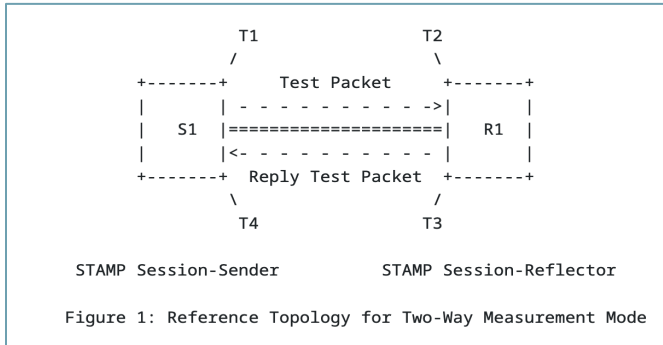 T1 T2
/ \
+-------+ Test Packet +-------+
| | - - - - - - - - - ->| |
| S1 |=====================| R1 |
| |<- - - - - - - - - - | |
+-------+ Reply Test Packet +-------+
\ /
T4 T3
STAMP Session-Sender STAMP Session-Reflector
Figure 1: Reference Topology for Two-Way Measurement Mode